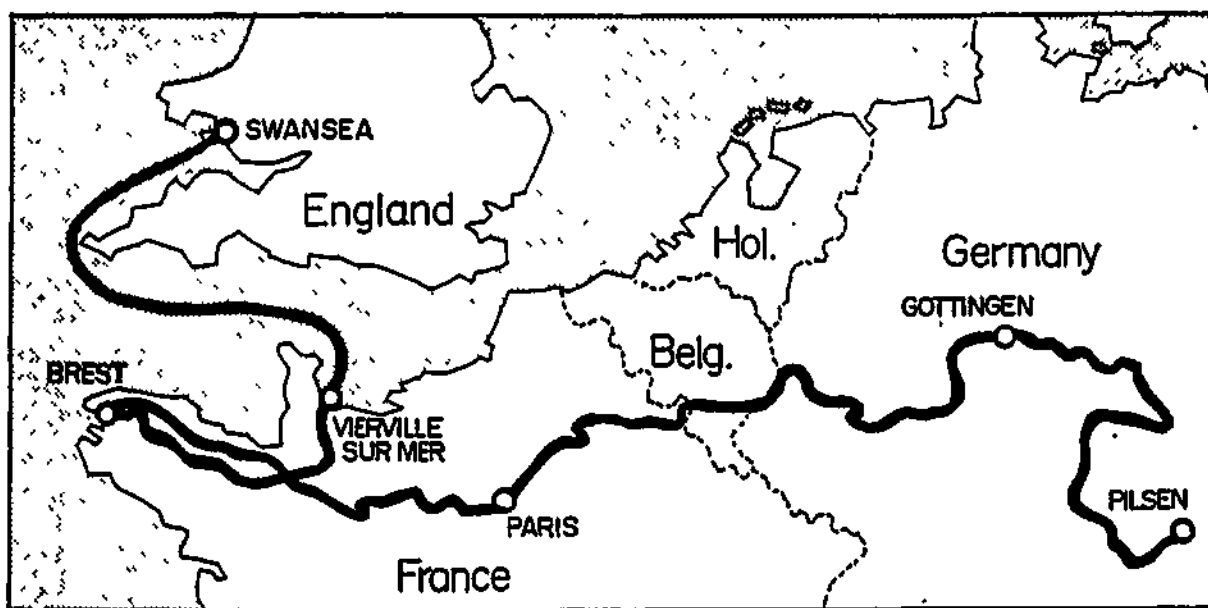 SWANSEA
England
Hol.
Germany
GOTTINGEN
Belg.
BREST
VIERVILLE
SUR MER
PILSEN
PARIS
France